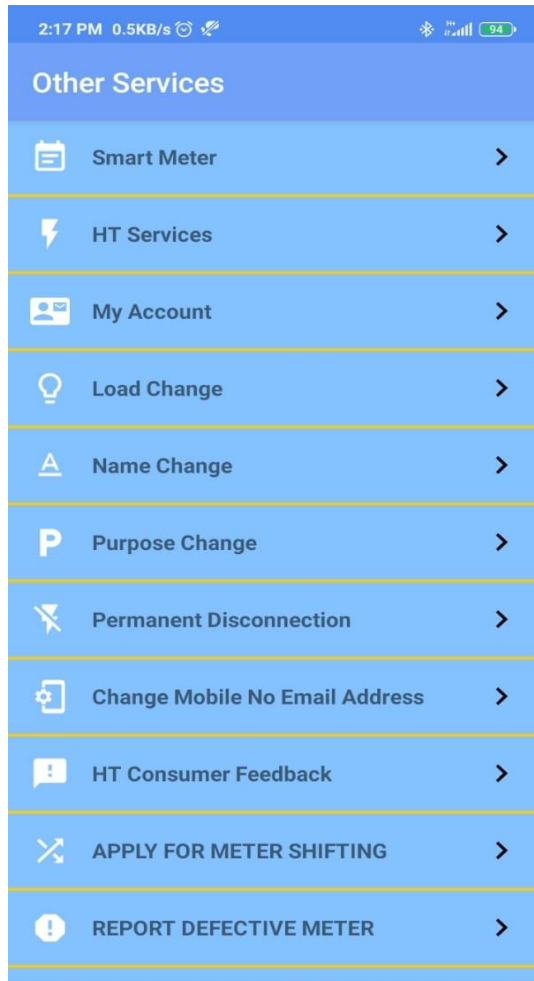 2:17 PM 0.5KB/s
94
Other Services
Smart Meter
HT Services
My Account
Load Change
A Name Change
P Purpose Change
Permanent Disconnection
Change Mobile No Email Address
HT Consumer Feedback
APPLY FOR METER SHIFTING
REPORT DEFECTIVE METER